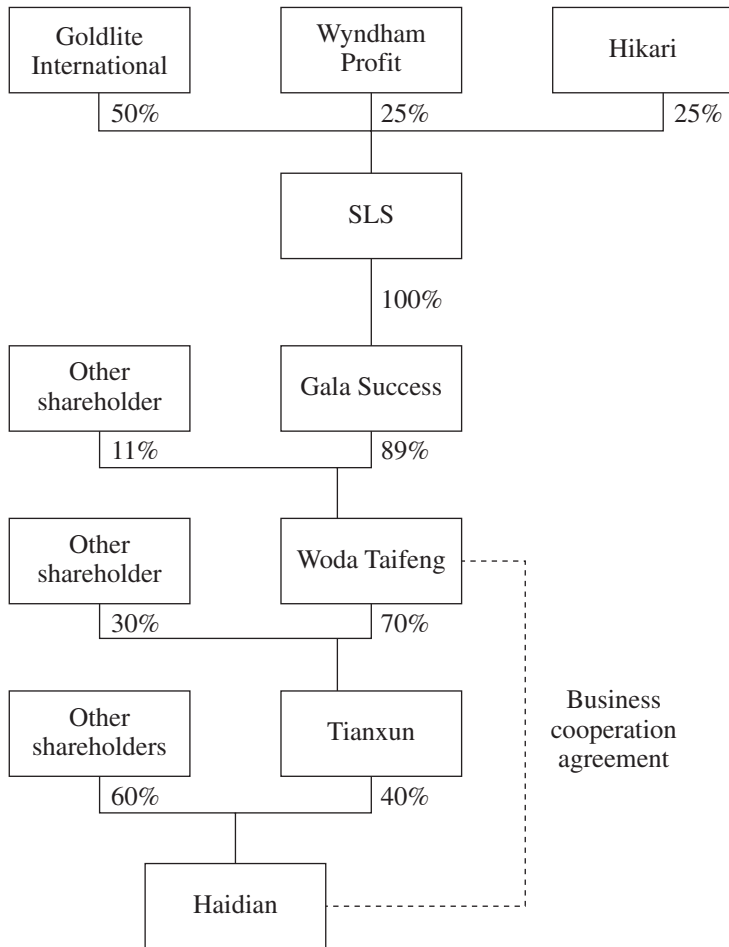 Goldlite
International
Wyndham
Profit
Hikari
50%
25%
25%
SLS
100%
Other
shareholder
Gala Success
11%
89%
Other
shareholder
Woda Taifeng
30%
70%
Other
shareholders
Tianxun
Business
cooperation
agreement
60%
40%
Haidian